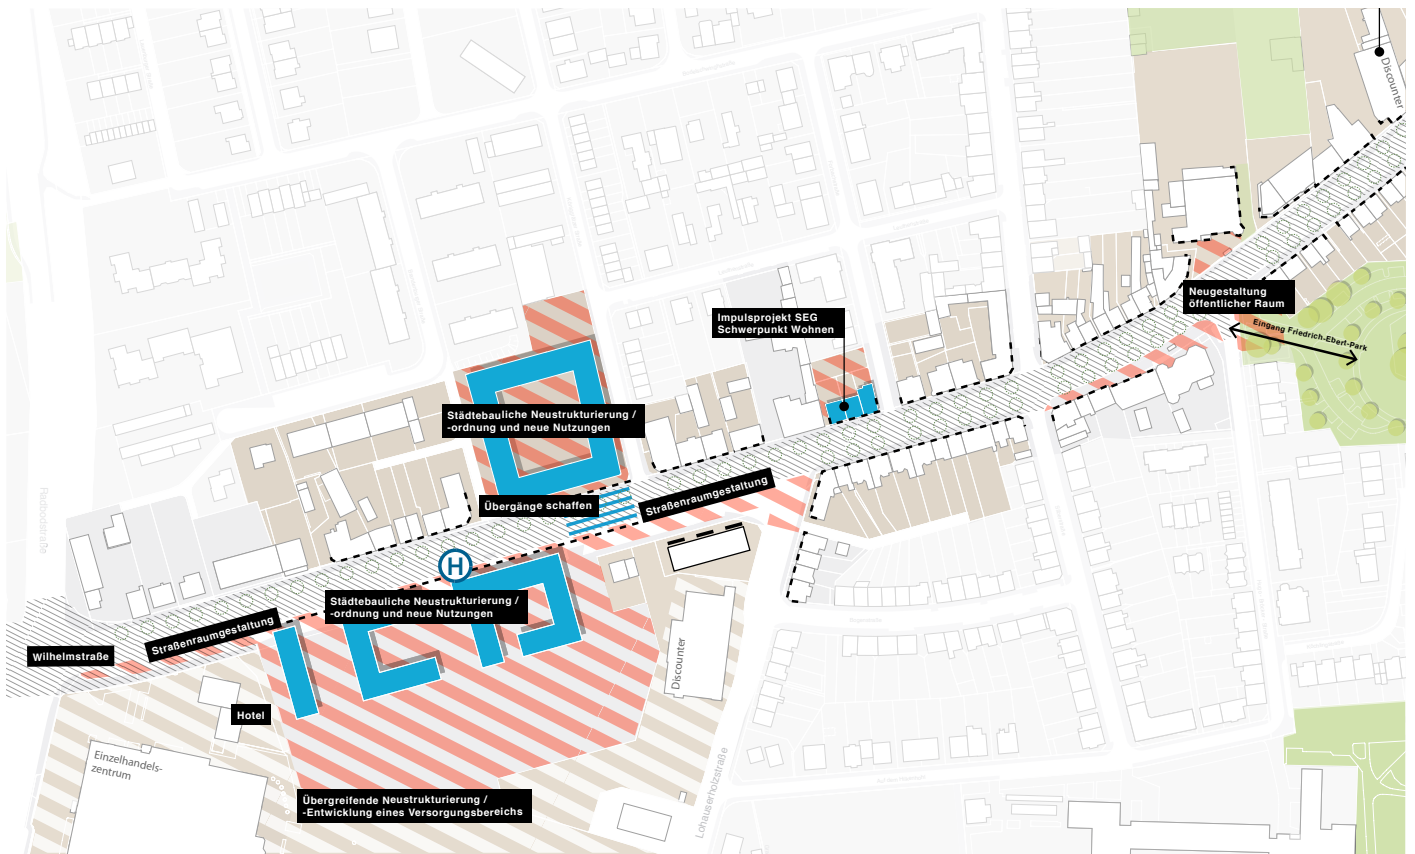 Discounter
Neugestaltung
öffentlicher Raum
Eingang Friedrich-Ebert-Park
Impulsprojekt SEG
Schwerpunkt Wohnen
Städtebauliche Neustrukturierung /
-ordnung und neue Nutzungen
Übergänge schaffen
Straßenraumgestaltung
H
Städtebauliche Neustrukturierung /
-ordnung und neue Nutzungen
Straßenraumgestaltung
Wilhelmstraße
Discounter
Hotel
Einzelhandels-
zentrum
Übergreifende Neustrukturierung /
-Entwicklung eines Versorgungsbereichs
Lohauserholzstraße